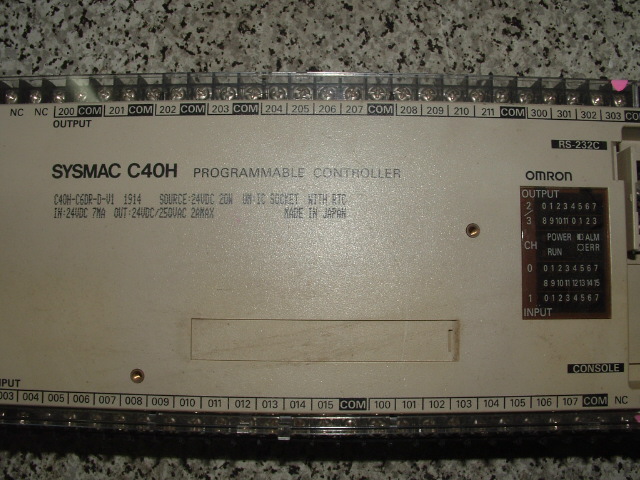 NC NC 200 COM 201 COM 202 COM 203 COM 204 205 206 207 COM 208 209 210 211 COM 300 301 302 303
OUTPUT
RS-232C
SYSMAC C40H PROGRAMMABLE CONTROLLER
OMRON
C40H-C6DR-D-V1 1914 SOURCE:24VDC 20W UM:IC SOCKET WITH RTC
IN:24VDC 7MA OUT:24VDC/250VAC 2AMAX MADE IN JAPAN
OUTPUT
2 0 1 2 3 4 5 6 7
/
3 8 9 10 11 0 1 2 3
CH POWER ALM
RUN ERR
0 0 1 2 3 4 5 6 7
8 9 10 11 12 13 14 15
1 0 1 2 3 4 5 6 7
INPUT
CONSOLE
003 004 005 006 007 008 009 010 011 012 013 014 015 COM 100 101 102 103 104 105 106 107 COM NC